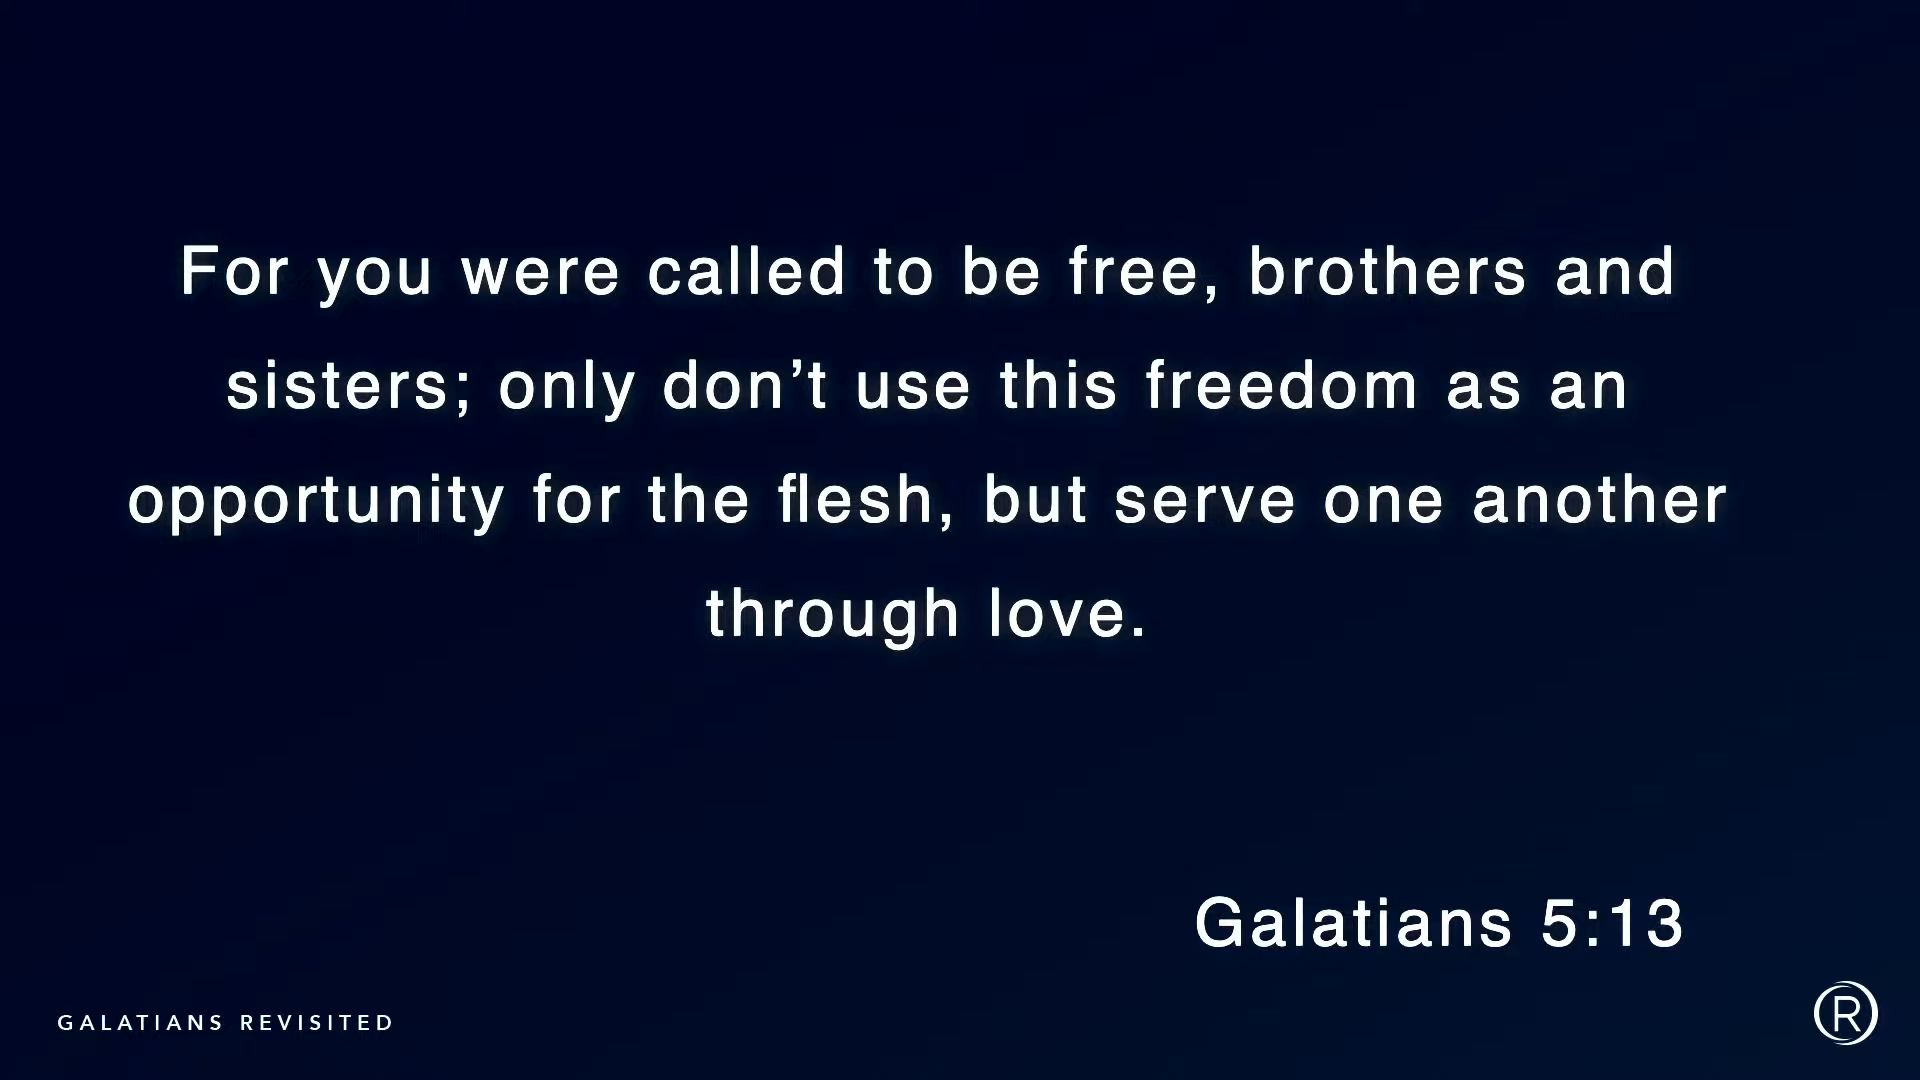 For you were called to be free, brothers and
sisters; only don’t use this freedom as an
opportunity for the flesh, but serve one another
through love.
Galatians 5:13
GALATIANS REVISITED
R